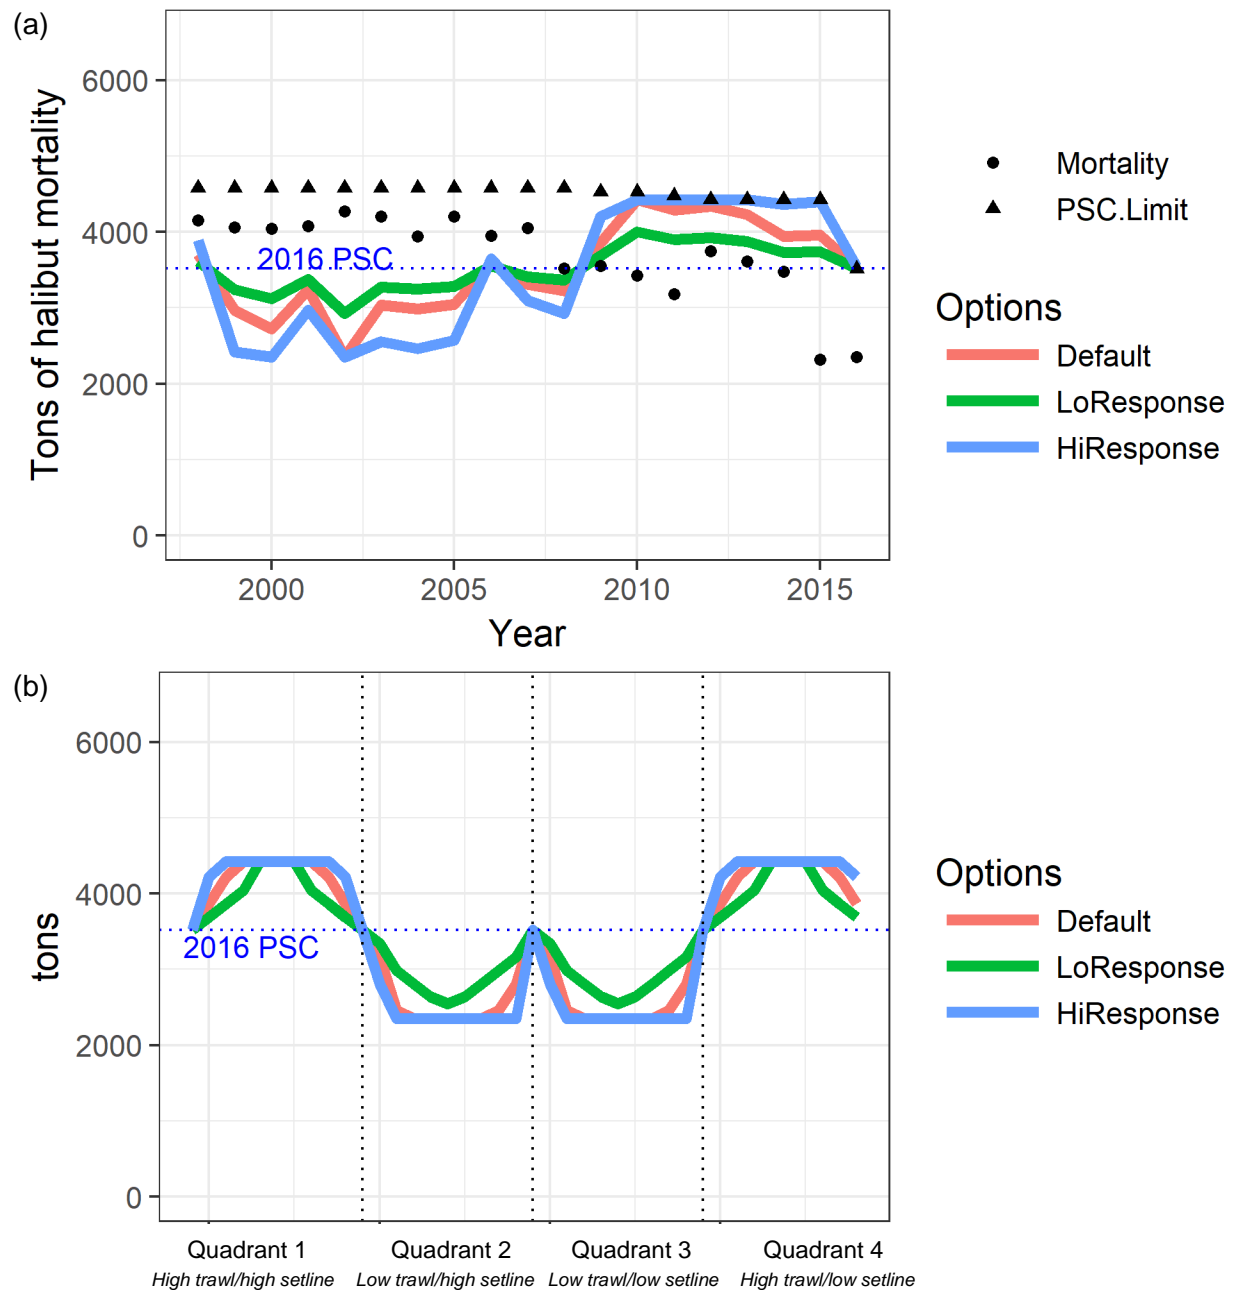 (a)
6000
4000
2000
0
Tons of halibut mortality
2016 PSC
2000
2005
2010
2015
Year
Mortality
PSC.Limit
Options
Default
LoResponse
HiResponse
(b)
6000
4000
2000
0
tons
2016 PSC
Options
Default
LoResponse
HiResponse
Quadrant 1
Quadrant 2
Quadrant 3
Quadrant 4
High trawl/high setline
Low trawl/high setline
Low trawl/low setline
High trawl/low setline